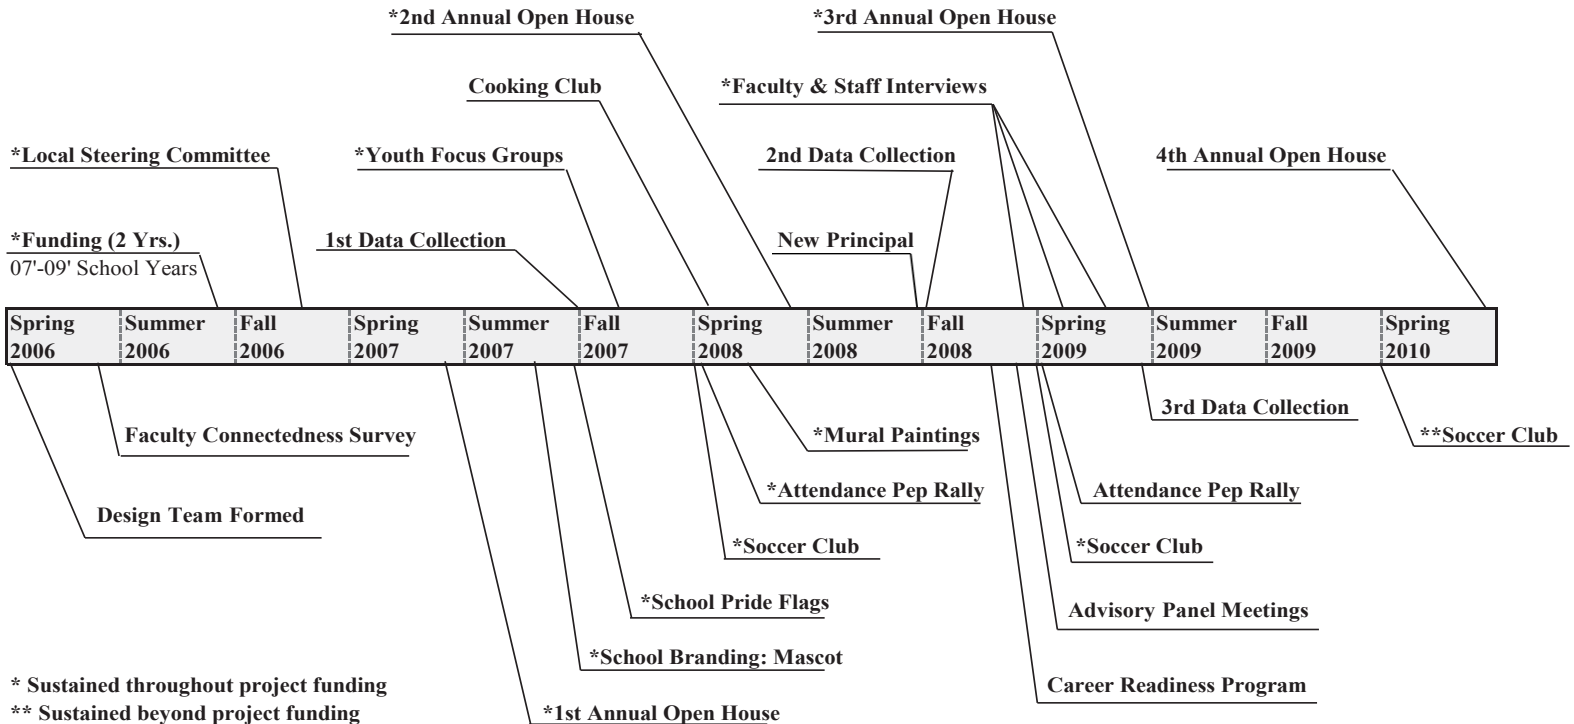 *2nd Annual Open House
*3rd Annual Open House
Cooking Club
*Faculty & Staff Interviews
*Local Steering Committee
*Youth Focus Groups
2nd Data Collection
4th Annual Open House
*Funding (2 Yrs.)
07'-09' School Years
1st Data Collection
New Principal
Spring
2006
Summer
2006
Fall
2006
Spring
2007
Summer
2007
Fall
2007
Spring
2008
Summer
2008
Fall
2008
Spring
2009
Summer
2009
Fall
2009
Spring
2010
3rd Data Collection
Faculty Connectedness Survey
*Mural Paintings
**Soccer Club
*Attendance Pep Rally
Attendance Pep Rally
Design Team Formed
*Soccer Club
*Soccer Club
*School Pride Flags
Advisory Panel Meetings
*School Branding: Mascot
Career Readiness Program
* Sustained throughout project funding
** Sustained beyond project funding
*1st Annual Open House